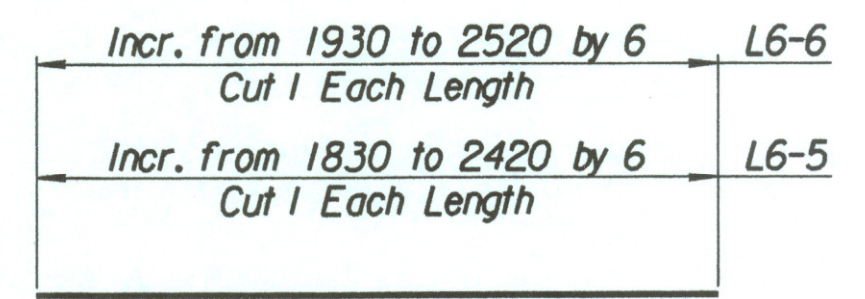 Incr. from 1930 to 2520 by 6 L6-6
Cut 1 Each Length
Incr. from 1830 to 2420 by 6 L6-5
Cut 1 Each Length